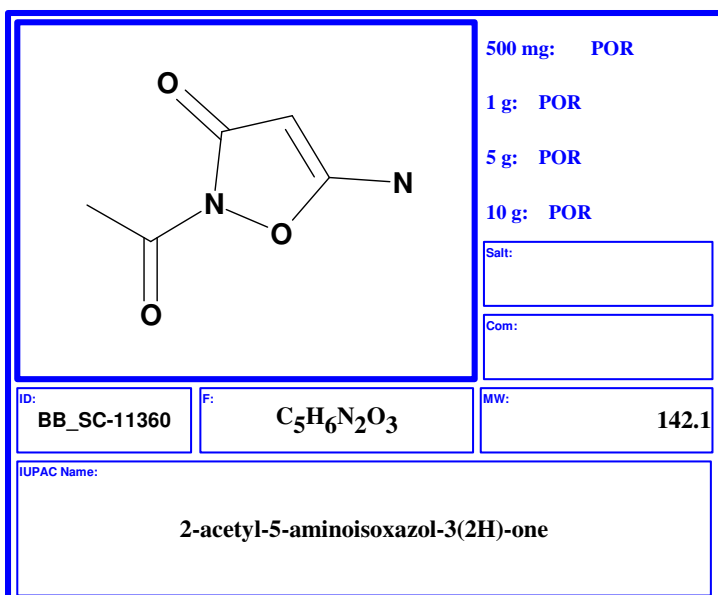 O
N
N
O
O
500 mg: POR
1 g: POR
5 g: POR
10 g: POR
Salt:
Com:
ID:
BB_SC-11360
F:
C5H6N2O3
MW:
142.1
IUPAC Name:
2-acetyl-5-aminoisoxazol-3(2H)-one